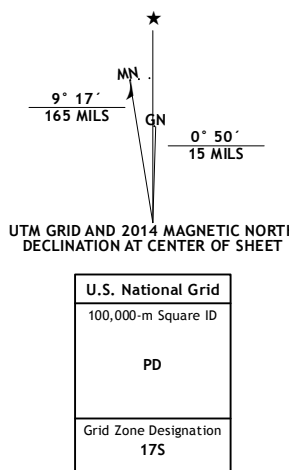 ★
MN
9° 17´
165 MILS
GN
0° 50´
15 MILS
UTM GRID AND 2014 MAGNETIC NORTH
DECLINATION AT CENTER OF SHEET
U.S. National Grid
100,000-m Square ID
PD
Grid Zone Designation
17S